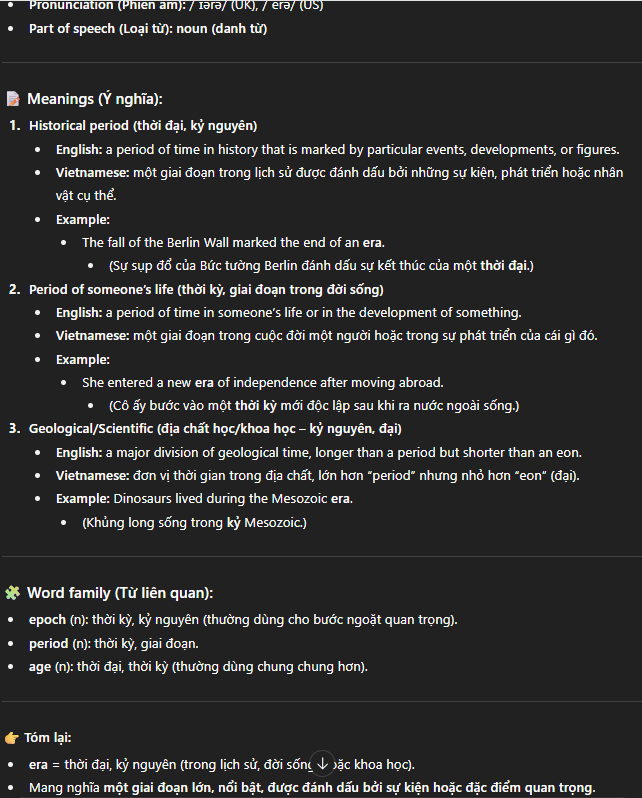 Pronunciation (Phiên âm): /ˈɪərə/ (UK), /ˈerə/ (US)
Part of speech (Loại từ): noun (danh từ)
Meanings (Ý nghĩa):
1. Historical period (thời đại, kỷ nguyên)
English: a period of time in history that is marked by particular events, developments, or figures.
Vietnamese: một giai đoạn trong lịch sử được đánh dấu bởi những sự kiện, phát triển hoặc nhân
vật cụ thể.
Example:
The fall of the Berlin Wall marked the end of an era.
(Sự sụp đổ của Bức tường Berlin đánh dấu sự kết thúc của một thời đại.)
2. Period of someone's life (thời kỳ, giai đoạn trong đời sống)
English: a period of time in someone's life or in the development of something.
Vietnamese: một giai đoạn trong cuộc đời một người hoặc trong sự phát triển của cái gì đó.
Example:
She entered a new era of independence after moving abroad.
(Cô ấy bước vào một thời kỳ mới độc lập sau khi ra nước ngoài sống.)
3. Geological/Scientific (địa chất học/khoa học – kỷ nguyên, đại)
English: a major division of geological time, longer than a period but shorter than an eon.
Vietnamese: đơn vị thời gian trong địa chất, lớn hơn "period" nhưng nhỏ hơn "eon" (đại).
Example: Dinosaurs lived during the Mesozoic era.
(Khủng long sống trong kỷ Mesozoic.)
Word family (Từ liên quan):
epoch (n): thời kỳ, kỷ nguyên (thường dùng cho bước ngoặt quan trọng).
period (n): thời kỳ, giai đoạn.
age (n): thời đại, thời kỳ (thường dùng chung chung hơn).
Tóm lại:
era = thời đại, kỷ nguyên (trong lịch sử, đời sống hoặc khoa học).
Mang nghĩa một giai đoạn lớn, nổi bật, được đánh dấu bởi sự kiện hoặc đặc điểm quan trọng.